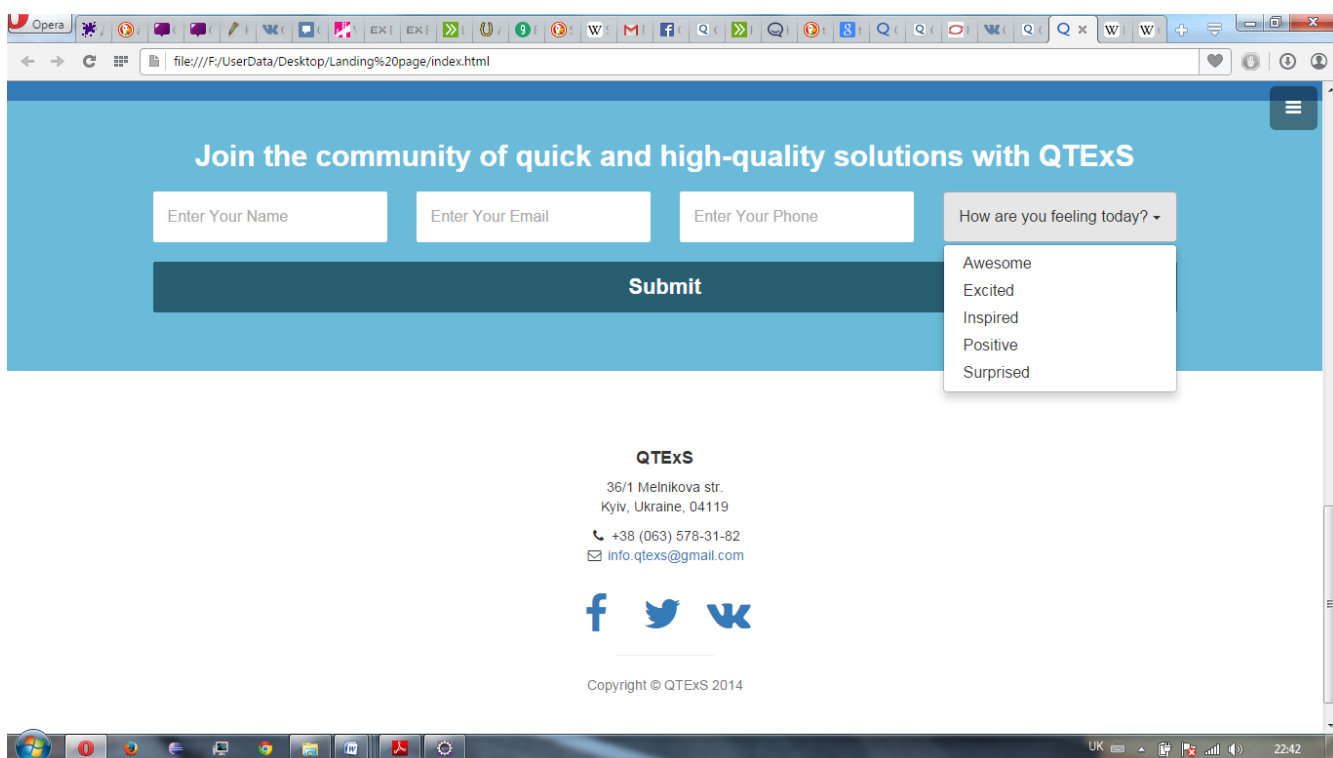 Opera
file:///F:/UserData/Desktop/Landing%20page/index.html
Join the community of quick and high-quality solutions with QTExS
Enter Your Name
Enter Your Email
Enter Your Phone
How are you feeling today?
Awesome
Excited
Inspired
Positive
Surprised
Submit
QTExS
36/1 Melnikova str.
Kyiv, Ukraine, 04119
+38 (063) 578-31-82
info.qtexs@gmail.com
Copyright © QTExS 2014
UK
22:42